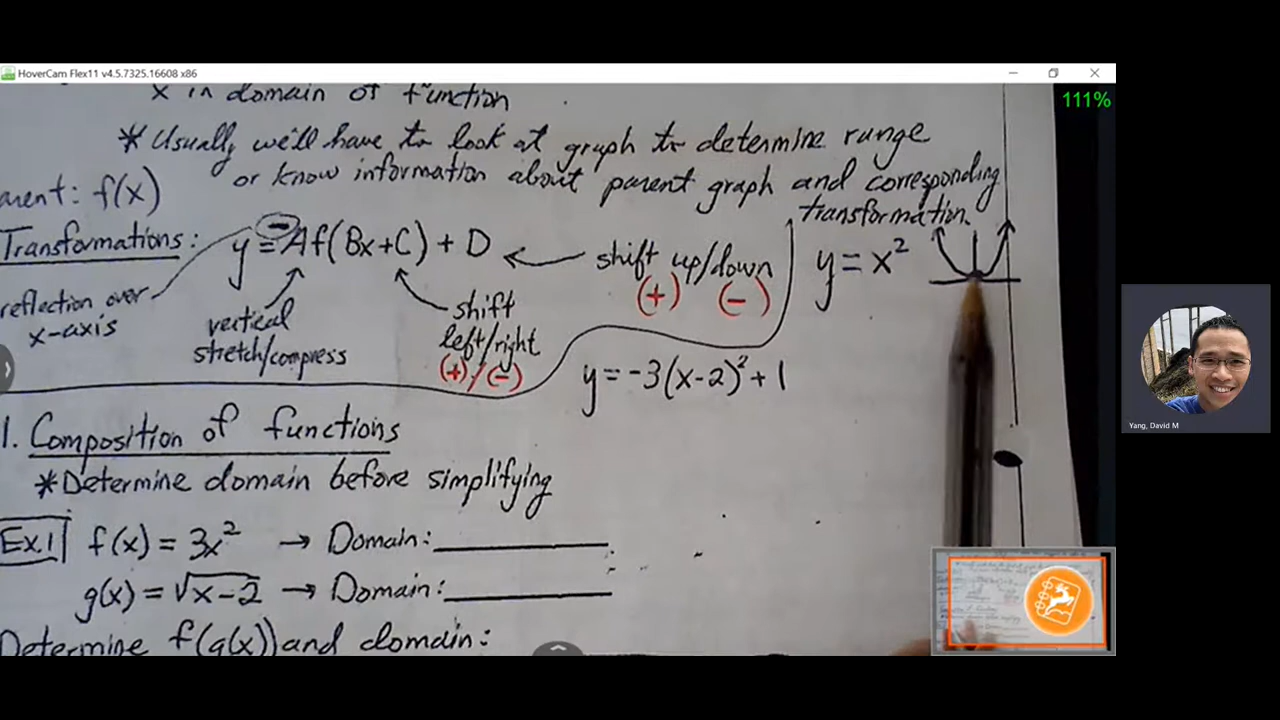 HoverCam Flex11 v4.5.7325.16608 x86
111%
x in domain of function
* Usually we'll have to look at graph to determine range
or know information about parent graph and corresponding
transformation.
arent: f(x)
Transformations: y = -Af(Bx+C) + D
shift up/down
(+) (-)
y = x²
reflection over
x-axis
vertical
stretch/compress
shift
left/right
(+)/(-)
y = -3(x-2)² + 1
1. Composition of functions
* Determine domain before simplifying
Ex.1 f(x) = 3x² → Domain:
g(x) = √x-2 → Domain:
Determine f(g(x)) and domain:
Yang, David M